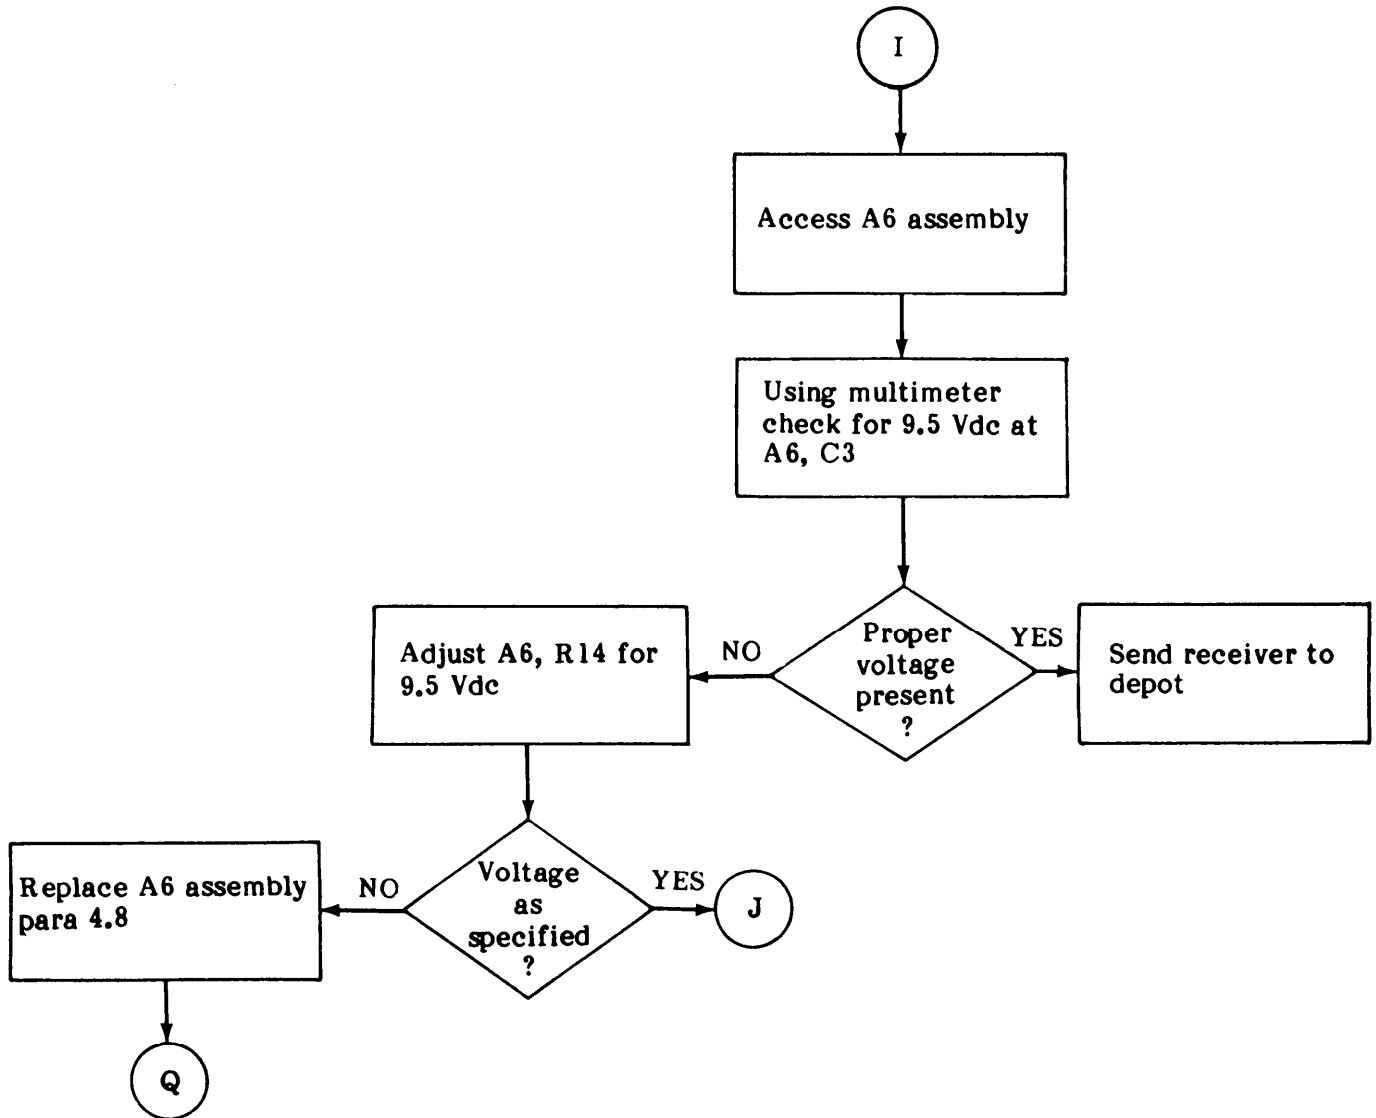 I
Access A6 assembly
Using multimeter
check for 9.5 Vdc at
A6, C3
Proper
voltage
present
?
NO
YES
Adjust A6, R14 for
9.5 Vdc
Send receiver to
depot
Voltage
as
specified
?
NO
YES
Replace A6 assembly
para 4.8
J
Q